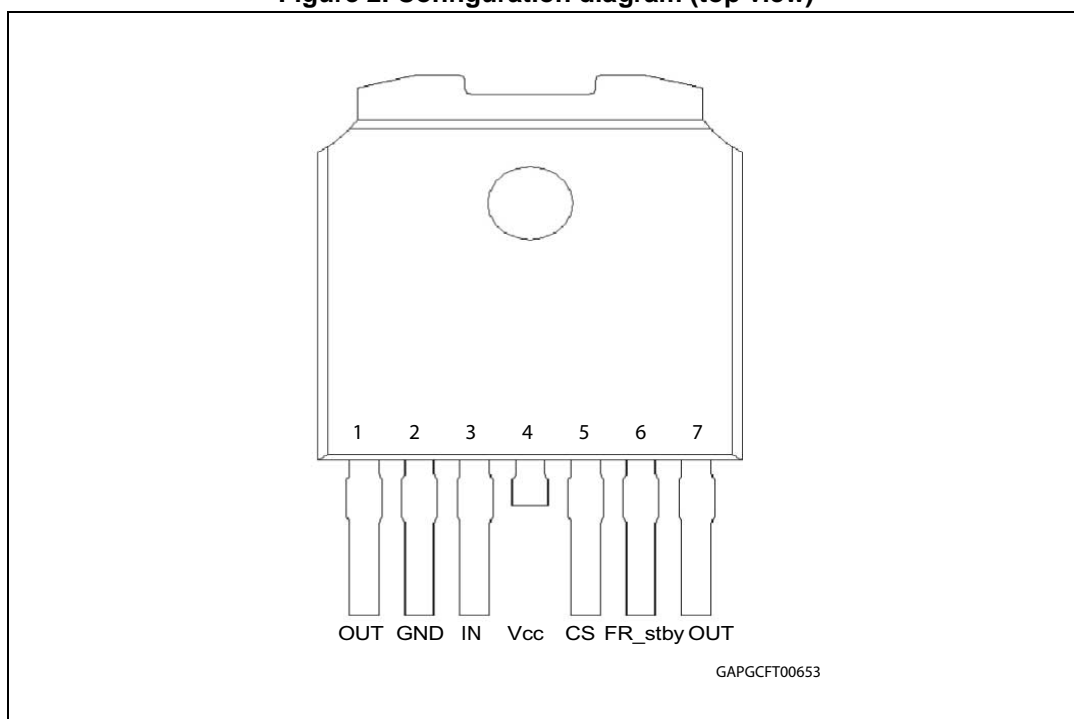 Figure 2. Configuration diagram (top view)
1 2 3 4 5 6 7
OUT GND IN Vcc CS FR_stby OUT
GAPGCFT00653